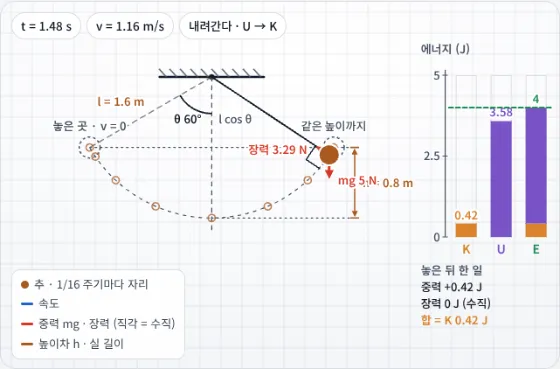 t = 1.48 s
v = 1.16 m/s
내려간다 · U → K
에너지 (J)
l = 1.6 m
놓은 곳 · v = 0
θ 60°
l cos θ
같은 높이까지
장력 3.29 N
mg 5 N
= 0.8 m
5
2.5
0
0.42
3.58
4
K
U
E
놓은 뒤 한 일
중력 +0.42 J
장력 0 J (수직)
합 = K 0.42 J
추 · 1/16 주기마다 자리
속도
중력 mg · 장력 (직각 = 수직)
높이차 h · 실 길이